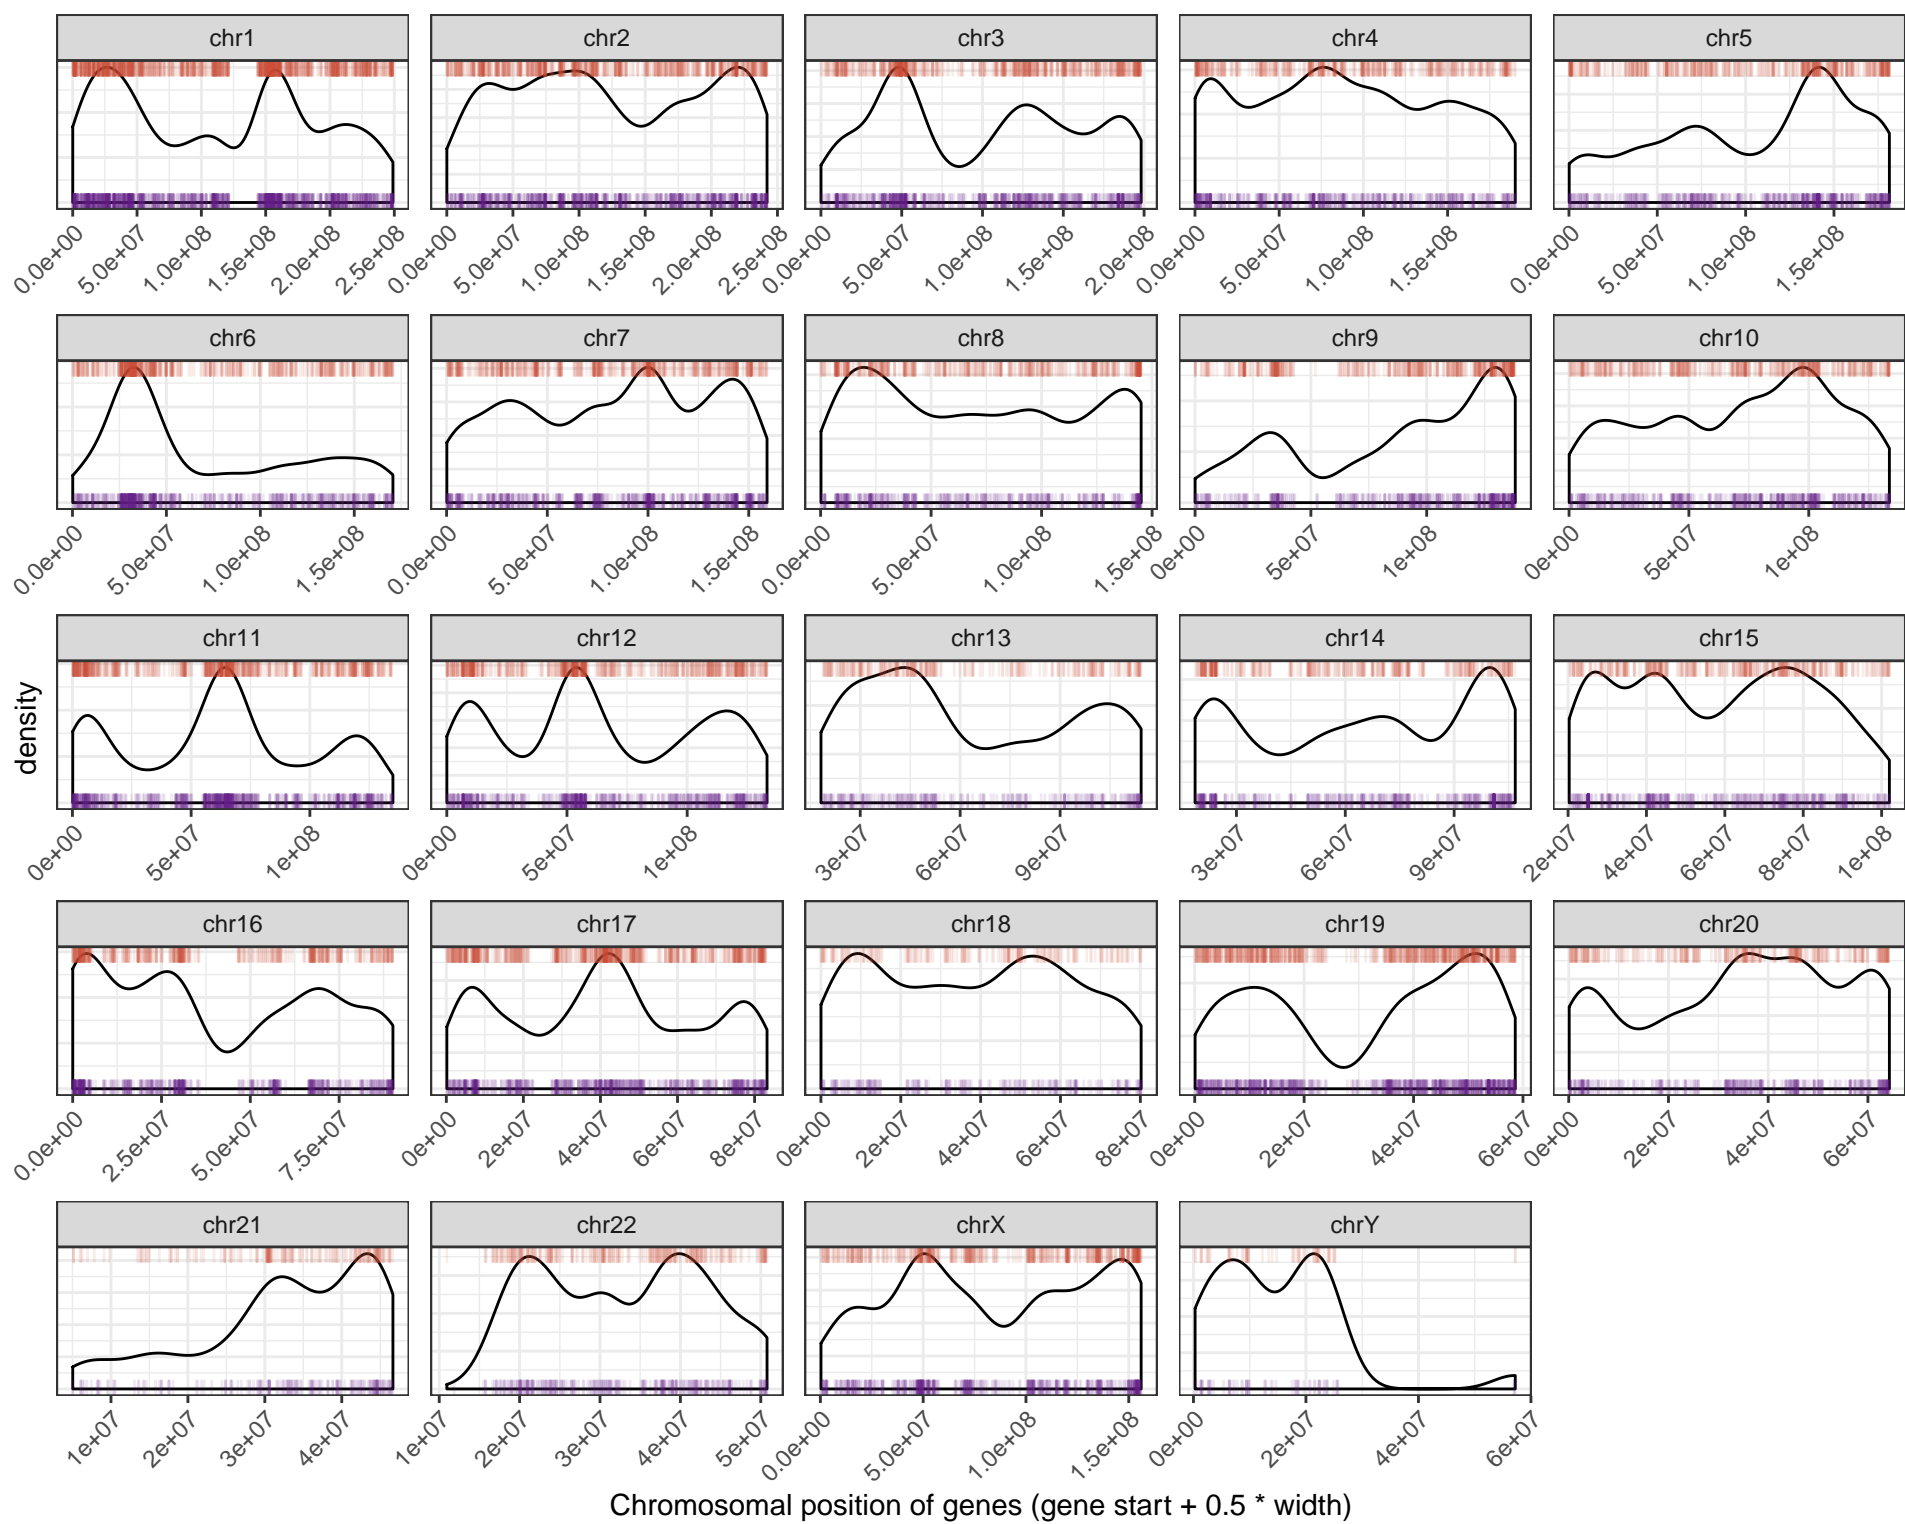 chr1 chr2 chr3 chr4 chr5
0.0e+00 5.0e+07 1.0e+08 1.5e+08 2.0e+08 2.5e+08 0.0e+00 5.0e+07 1.0e+08 1.5e+08 2.0e+08 2.5e+08 0.0e+00 5.0e+07 1.0e+08 1.5e+08 2.0e+08 0.0e+00 5.0e+07 1.0e+08 1.5e+08 0.0e+00 5.0e+07 1.0e+08 1.5e+08
chr6 chr7 chr8 chr9 chr10
0.0e+00 5.0e+07 1.0e+08 1.5e+08 0.0e+00 5.0e+07 1.0e+08 1.5e+08 0.0e+00 5.0e+07 1.0e+08 1.5e+08 0e+00 5e+07 1e+08 0e+00 5e+07 1e+08
chr11 chr12 chr13 chr14 chr15
0e+00 5e+07 1e+08 0e+00 5e+07 1e+08 3e+07 6e+07 9e+07 3e+07 6e+07 9e+07 2e+07 4e+07 6e+07 8e+07 1e+08
density
chr16 chr17 chr18 chr19 chr20
0.0e+00 2.5e+07 5.0e+07 7.5e+07 0e+00 2e+07 4e+07 6e+07 8e+07 0e+00 2e+07 4e+07 6e+07 8e+07 0e+00 2e+07 4e+07 6e+07 0e+00 2e+07 4e+07 6e+07
chr21 chr22 chrX chrY
1e+07 2e+07 3e+07 4e+07 1e+07 2e+07 3e+07 4e+07 5e+07 0.0e+00 5.0e+07 1.0e+08 1.5e+08 0e+00 2e+07 4e+07 6e+07
Chromosomal position of genes (gene start + 0.5 * width)